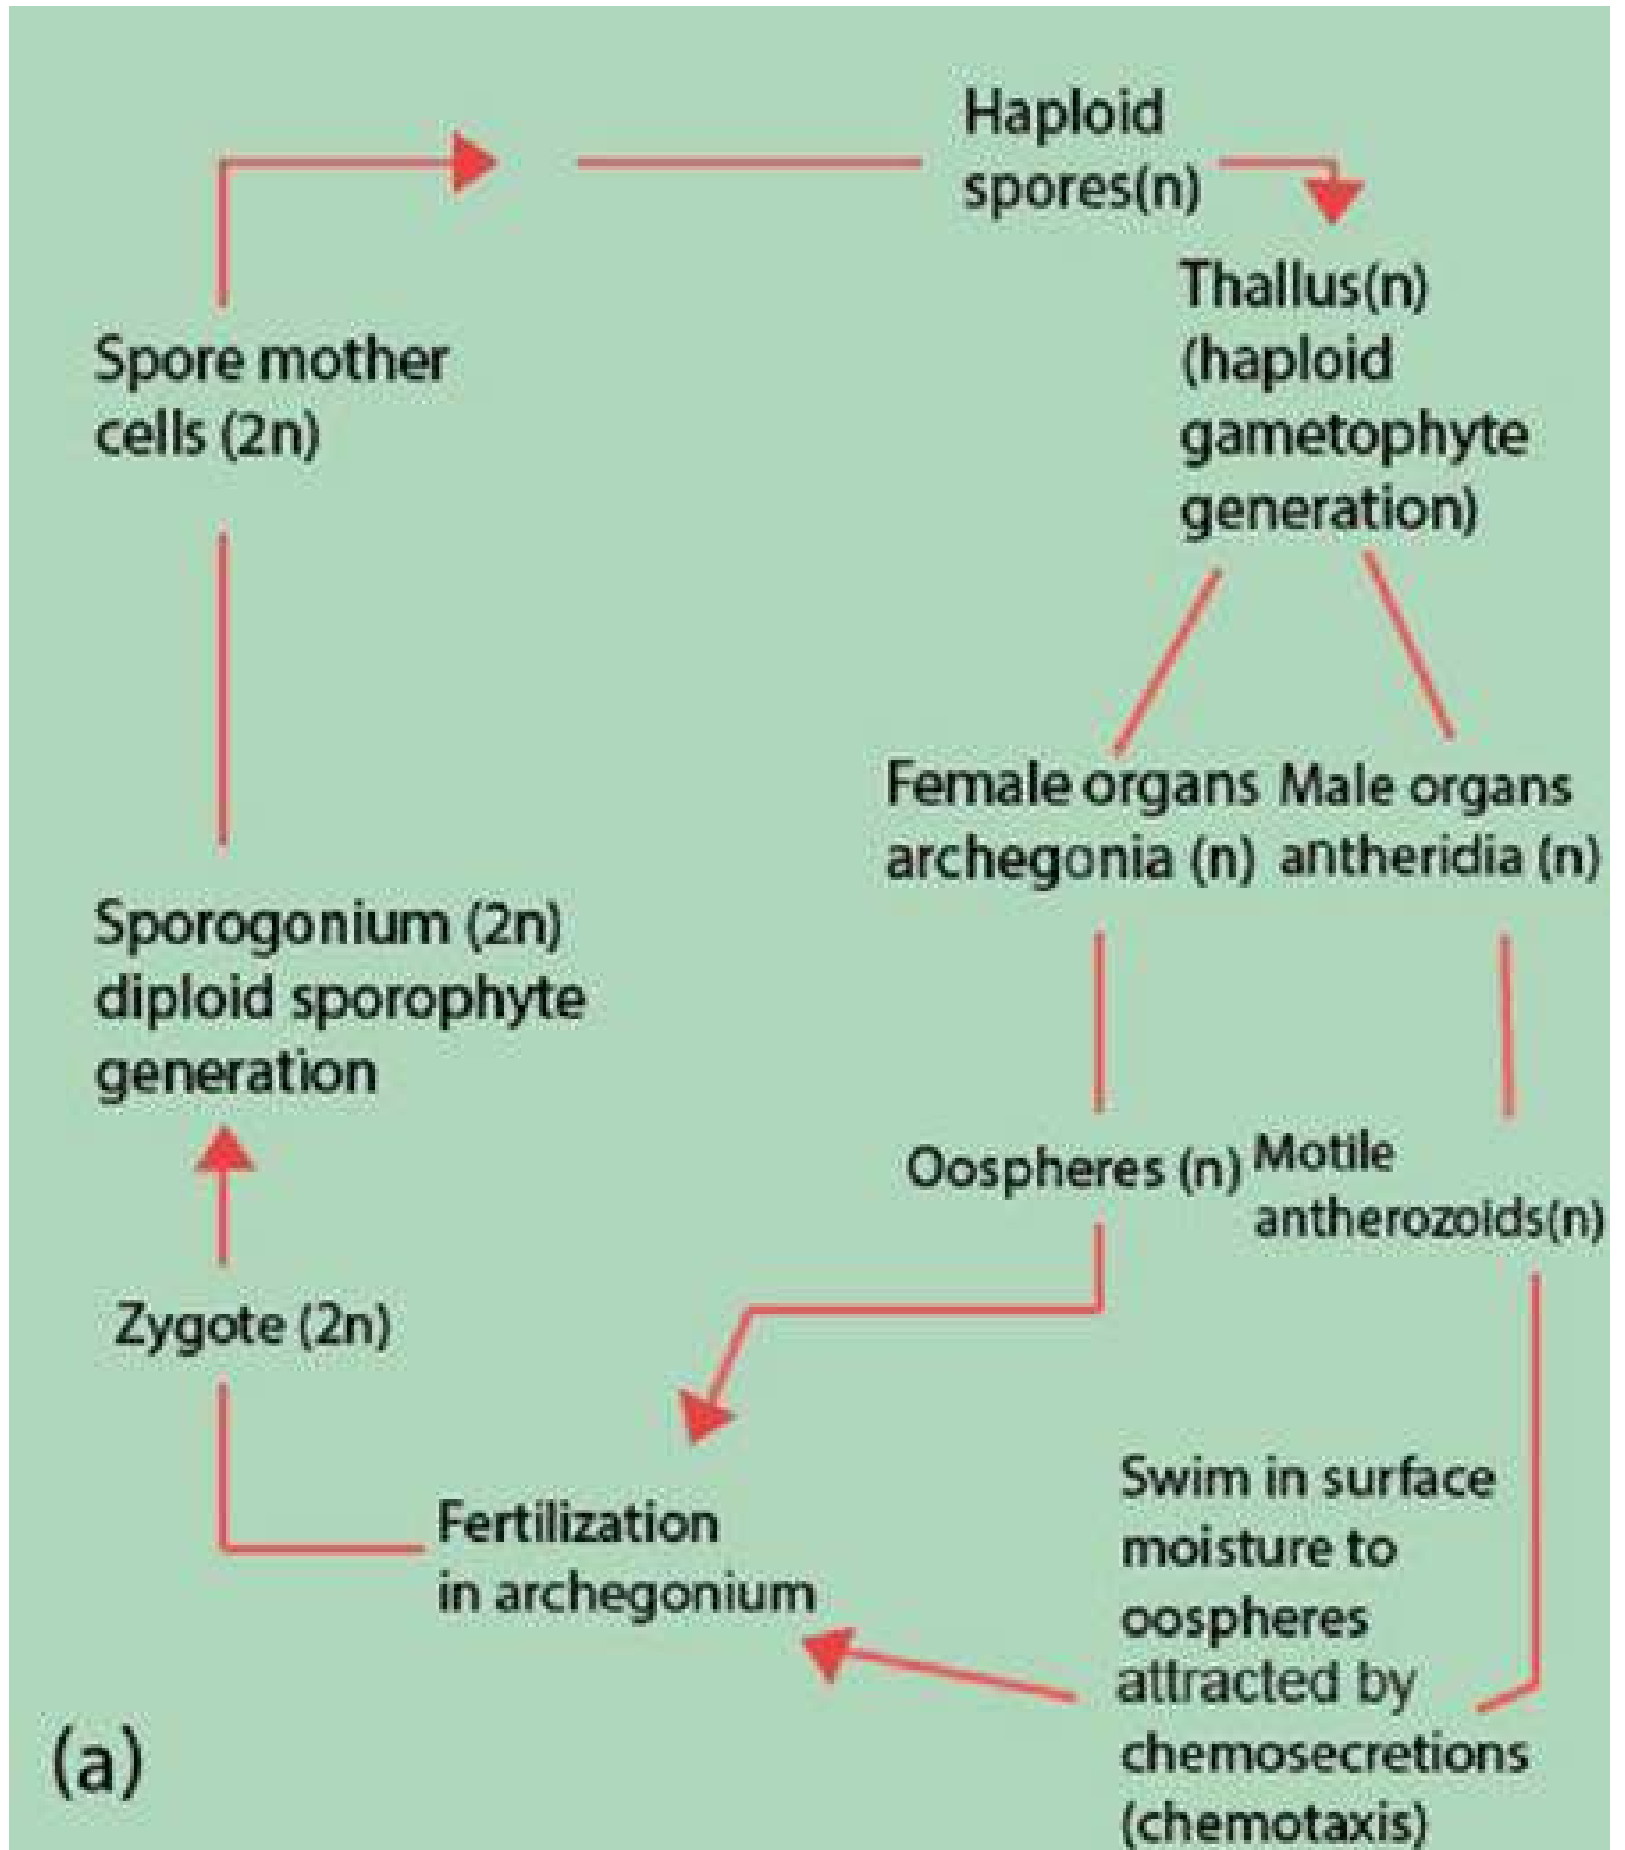 Haploid
spores(n)
Thallus(n)
(haploid
gametophyte
generation)
Spore mother
cells (2n)
Female organs
archegonia (n)
Male organs
antheridia (n)
Sporogonium (2n)
diploid sporophyte
generation
Oospheres (n)
Motile
antherozoids(n)
Zygote (2n)
Fertilization
in archegonium
Swim in surface
moisture to
oospheres
attracted by
chemosecretions
(chemotaxis)
(a)